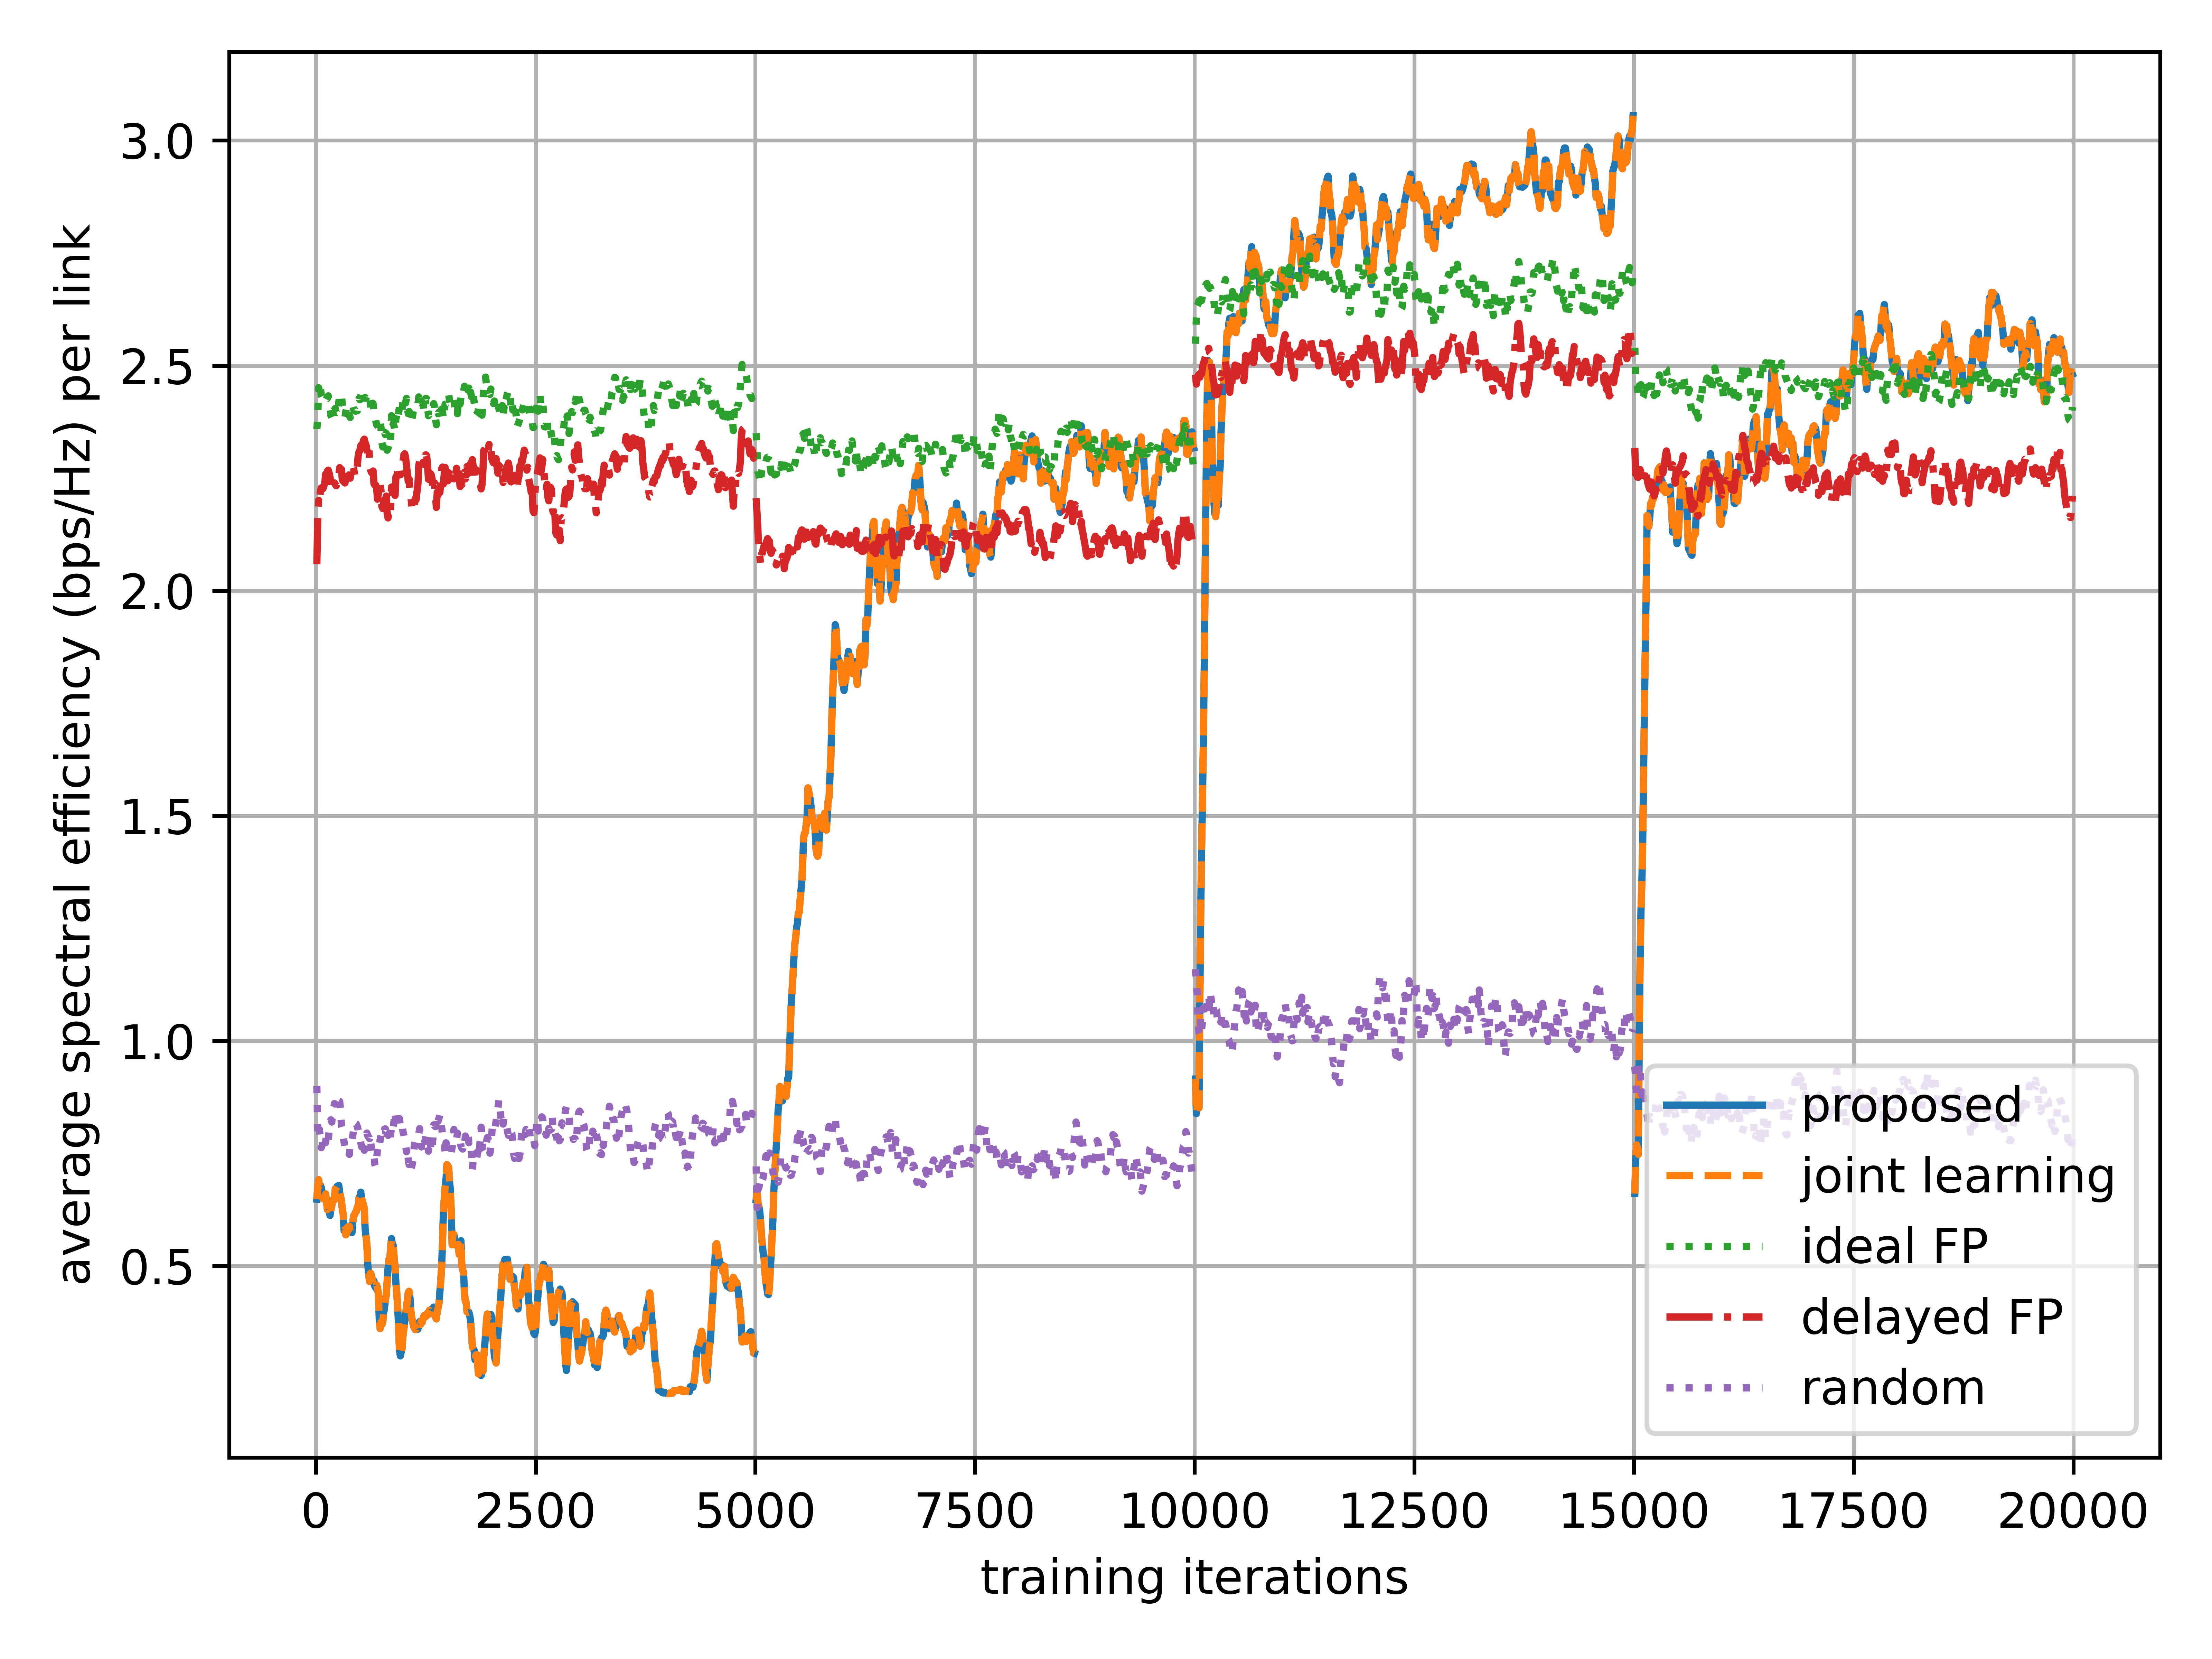 average spectral efficiency (bps/Hz) per link
3.0
2.5
2.0
1.5
1.0
0.5
proposed
joint learning
ideal FP
delayed FP
random
0 2500 5000 7500 10000 12500 15000 17500 20000
training iterations